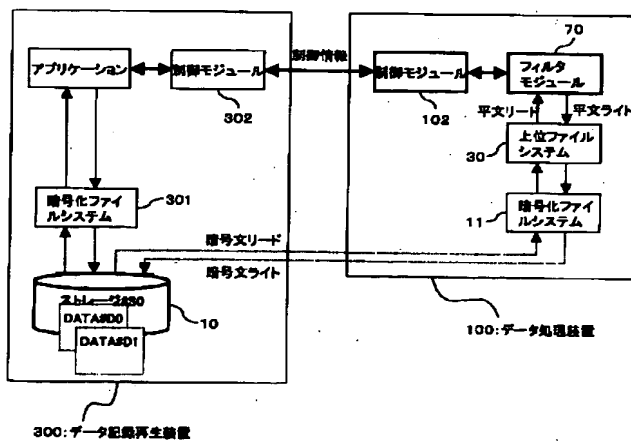 アプリケーション
制御モジュール
302
制御情報
制御モジュール
102
70
フィルタ
モジュール
平文リード
平文ライト
30
上位ファイル
システム
暗号化ファイ
ルシステム
301
11
暗号化ファイ
ルシステム
暗号文リード
暗号文ライト
ストレージ#S0
DATA#D0
DATA#D1
10
100:データ処理装置
300:データ記録再生装置